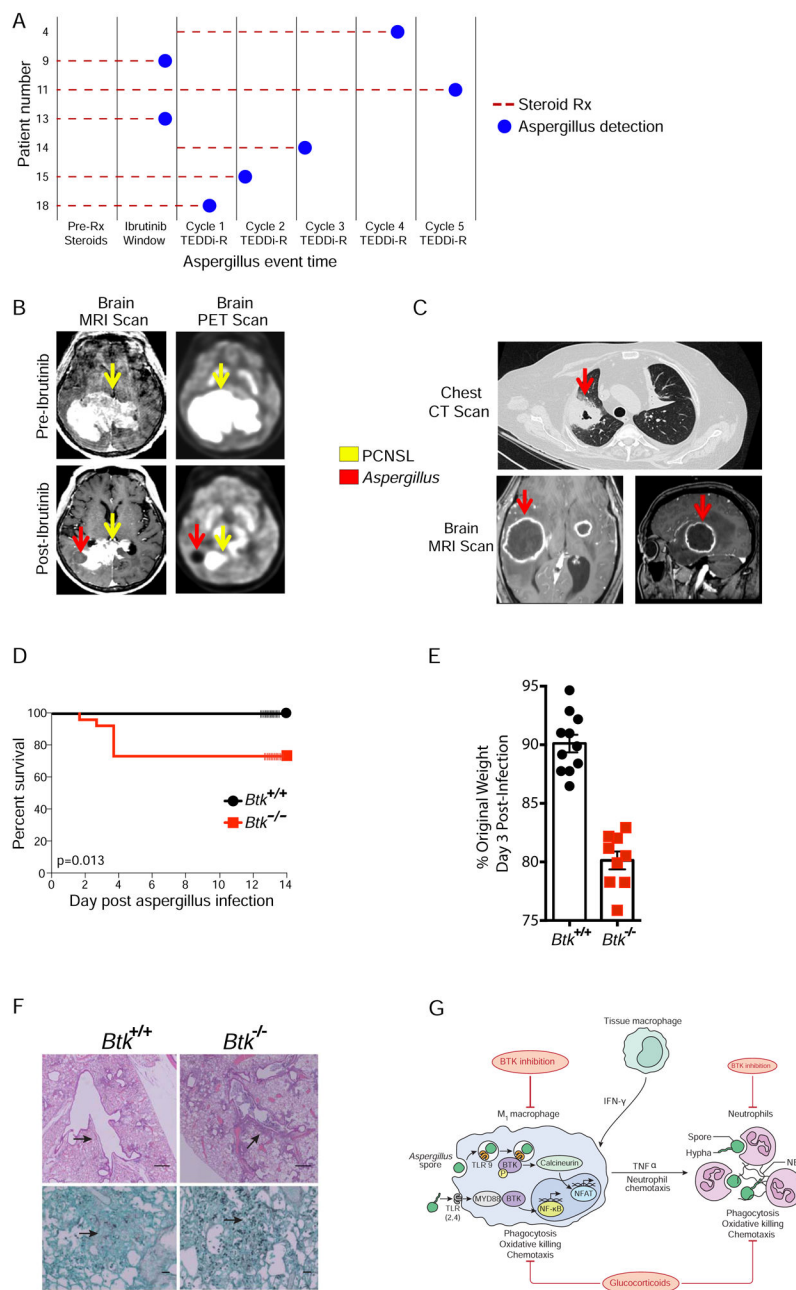 A
Patient number
4
9
11
13
14
15
18
Steroid Rx
Aspergillus detection
Pre-Rx
Steroids
Ibrutinib
Window
Cycle 1
TEDDi-R
Cycle 2
TEDDi-R
Cycle 3
TEDDi-R
Cycle 4
TEDDi-R
Cycle 5
TEDDi-R
Aspergillus event time
B
Brain
MRI Scan
Brain
PET Scan
Pre-Ibrutinib
Post-Ibrutinib
PCNSL
Aspergillus
C
Chest
CT Scan
Brain
MRI Scan
D
Percent survival
100
80
60
40
20
0
Btk+/+
Btk−/−
p=0.013
0 2 4 6 8 10 12 14
Day post aspergillus infection
E
% Original Weight
Day 3 Post-Infection
95
90
85
80
75
Btk+/+
Btk-/-
F
Btk+/+
Btk-/-
G
Tissue macrophage
BTK inhibition
BTK inhibition
IFN-γ
M1 macrophage
Neutrophils
Aspergillus
spore
TLR 9
BTK
P
Calcineurin
NFAT
TLR
(2,4)
MYD88
BTK
NF-κB
TNFα
Neutrophil
chemotaxis
Spore
Hypha
NE
Phagocytosis
Oxidative killing
Chemotaxis
Phagocytosis
Oxidative killing
Chemotaxis
Glucocorticoids